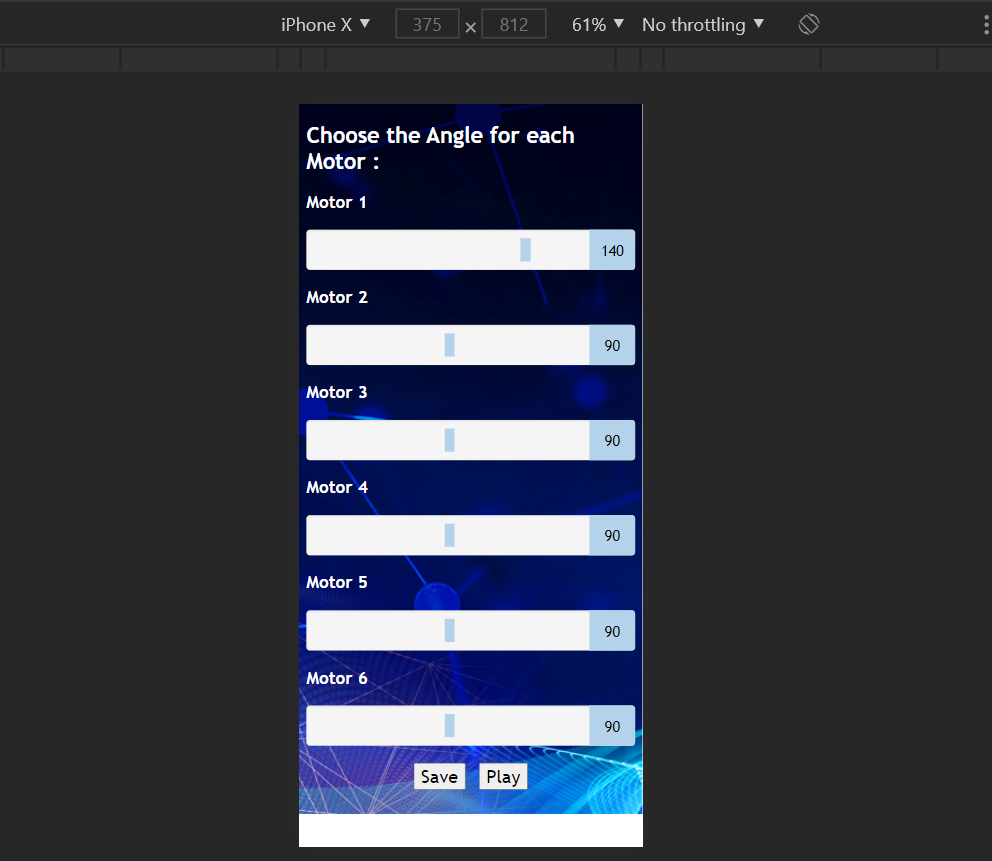 iPhone X ▼ 375 × 812 61% ▼ No throttling ▼
Choose the Angle for each
Motor :
Motor 1
140
Motor 2
90
Motor 3
90
Motor 4
90
Motor 5
90
Motor 6
90
Save Play